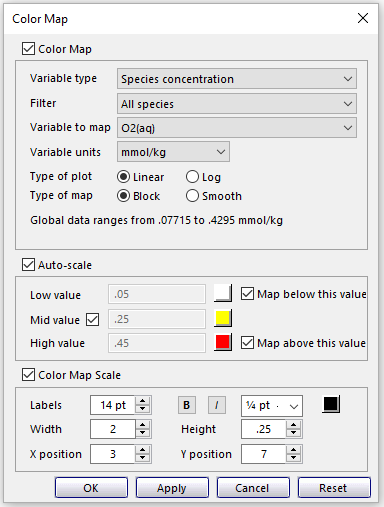 Color Map
Color Map
Variable type Species concentration
Filter All species
Variable to map O2(aq)
Variable units mmol/kg
Type of plot Linear Log
Type of map Block Smooth
Global data ranges from .07715 to .4295 mmol/kg
Auto-scale
Low value .05 Map below this value
Mid value .25
High value .45 Map above this value
Color Map Scale
Labels 14 pt B I ¼ pt
Width 2 Height .25
X position 3 Y position 7
OK Apply Cancel Reset